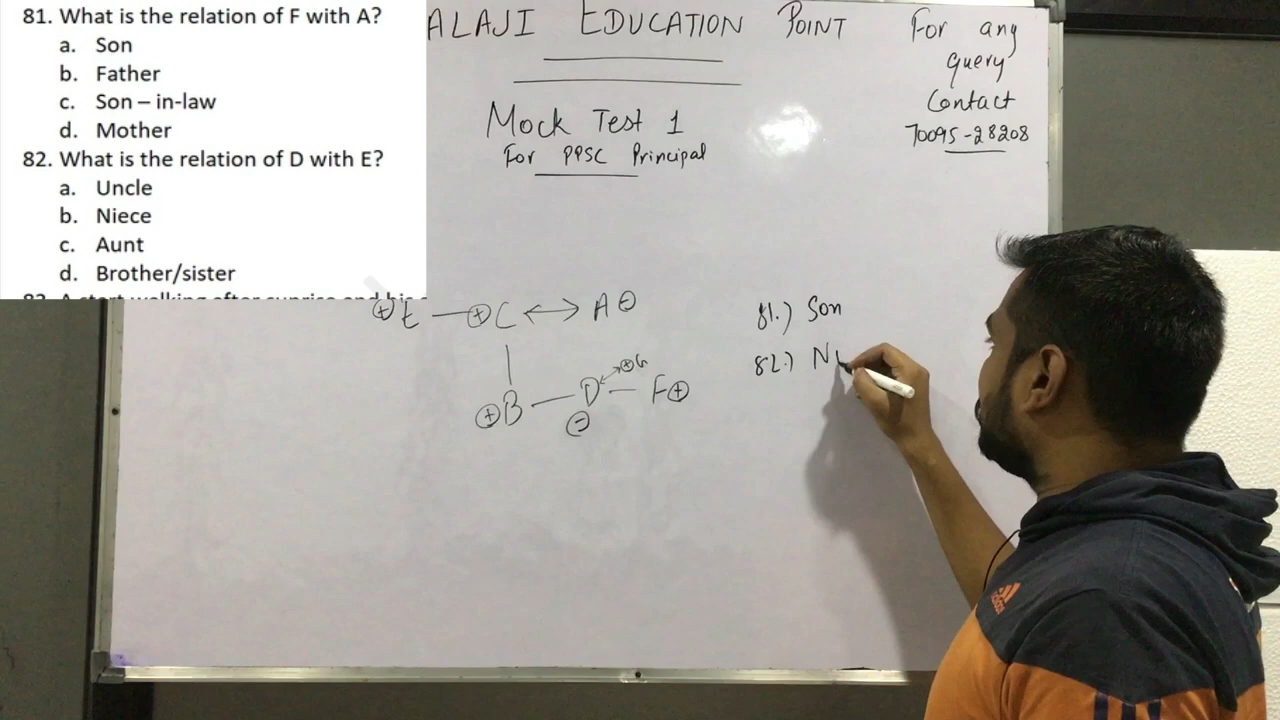 81. What is the relation of F with A?
a. Son
b. Father
c. Son – in-law
d. Mother
82. What is the relation of D with E?
a. Uncle
b. Niece
c. Aunt
d. Brother/sister
ALAJI EDUCATION POINT
Mock Test 1
For PPSC Principal
For any
query
Contact
70095-28208
+ E — + C ↔ A −
+ B — D — F +
−
81.) Son
82.) N
adidas